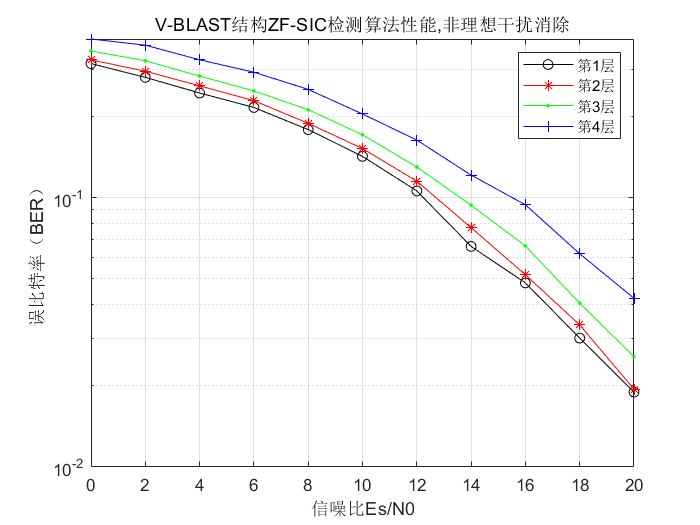 V-BLAST结构ZF-SIC检测算法性能,非理想干扰消除
第1层
第2层
第3层
第4层
误比特率（BER）
10^-1
10^-2
0 2 4 6 8 10 12 14 16 18 20
信噪比Es/N0